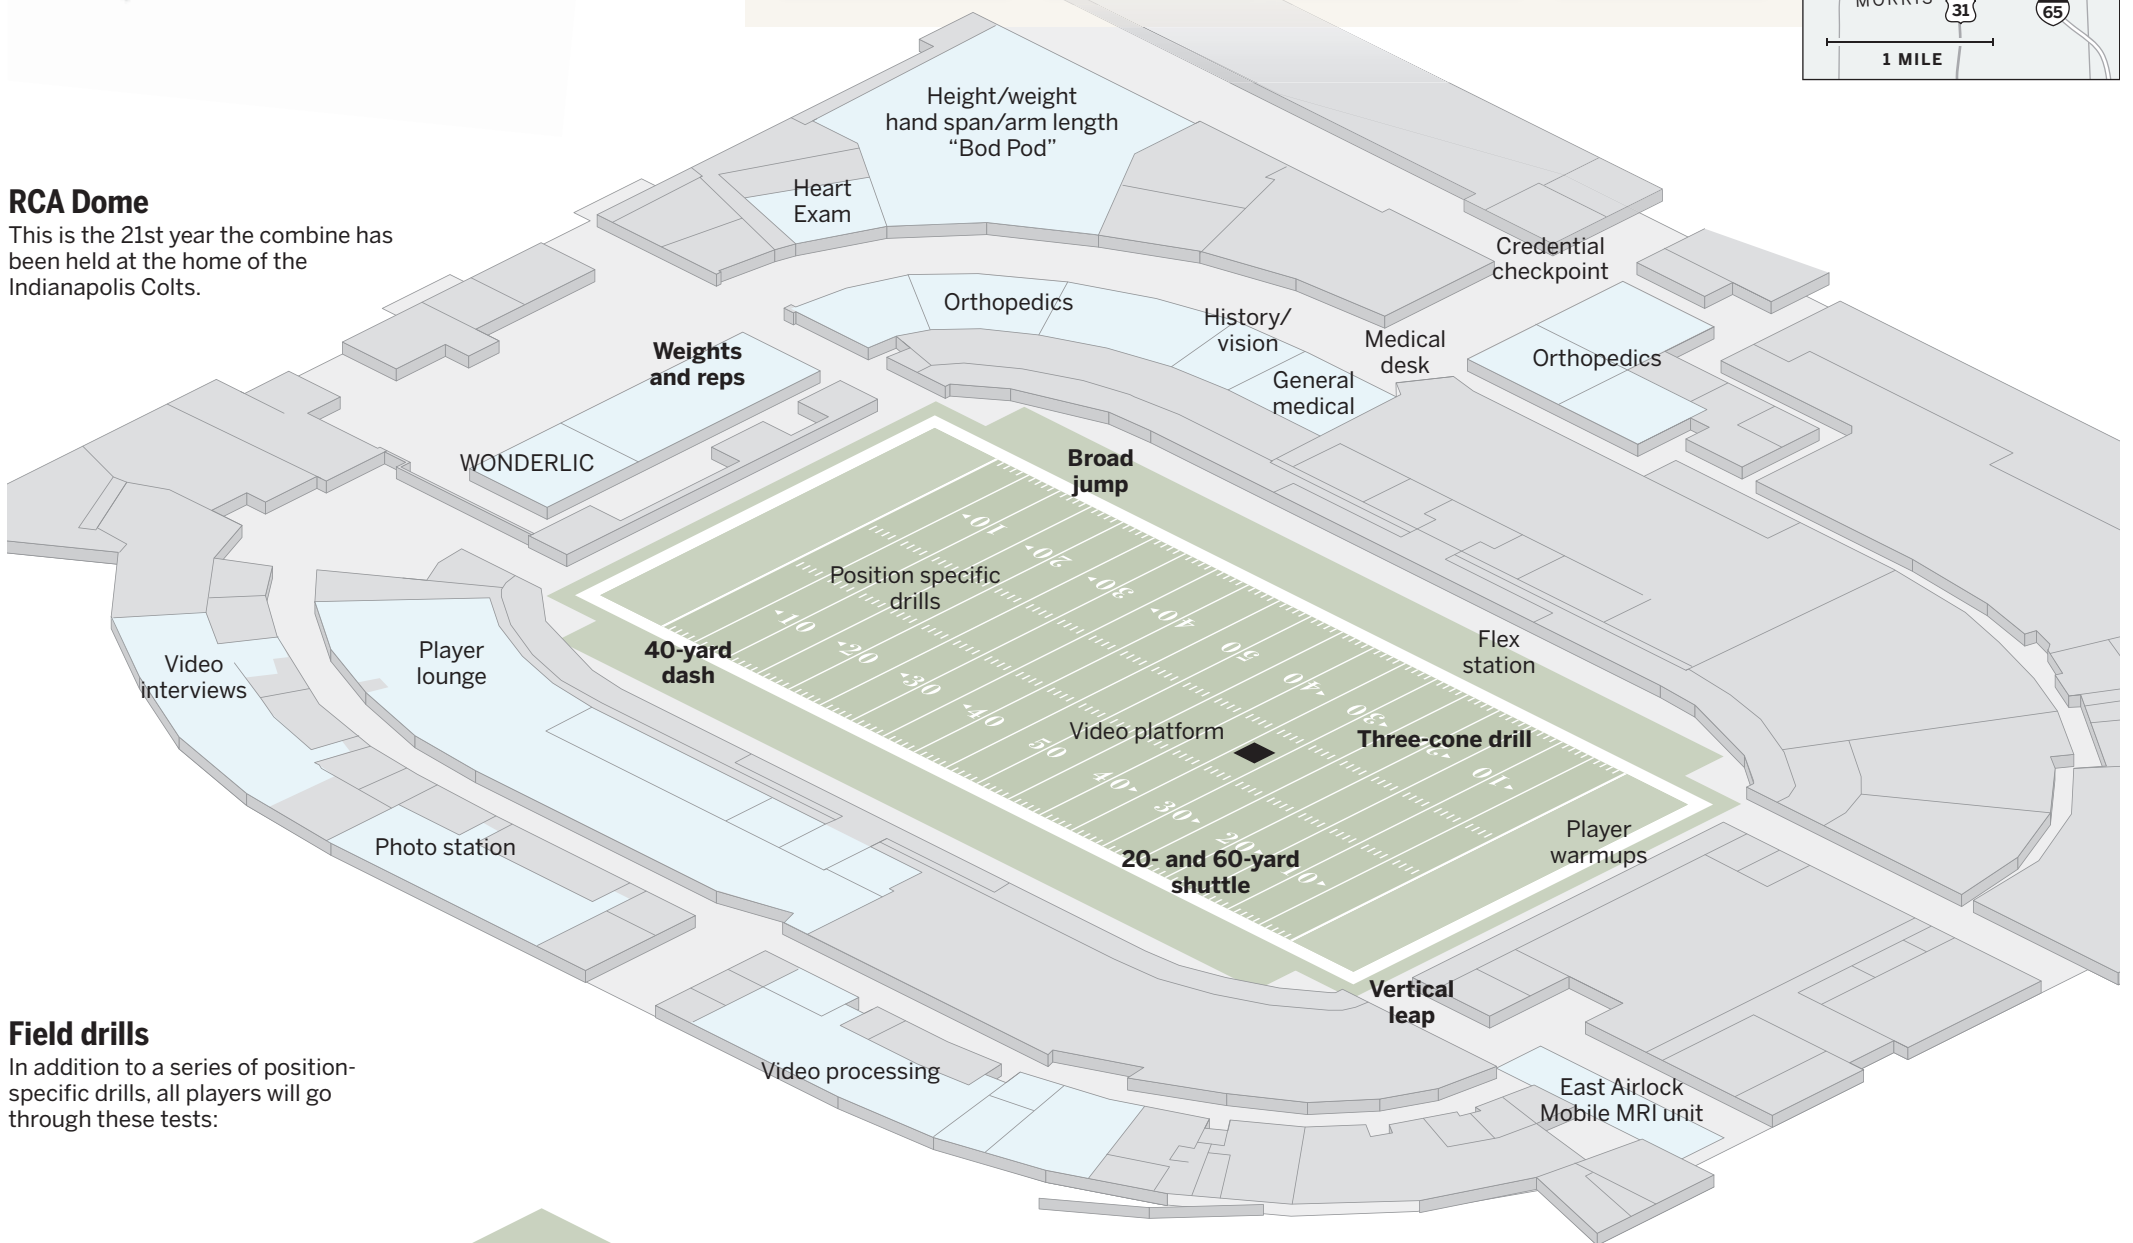 MORRIS
31
65
1 MILE
Height/weight
hand span/arm length
“Bod Pod”
Heart
Exam
RCA Dome
This is the 21st year the combine has
been held at the home of the
Indianapolis Colts.
Credential
checkpoint
Orthopedics
History/
vision
Medical
desk
Orthopedics
Weights
and reps
General
medical
WONDERLIC
Broad
jump
10
20
30
40
50
40
30
20
10
Position specific
drills
10
20
30
40
50
40
30
20
10
40-yard
dash
Flex
station
Player
lounge
Video
interviews
Video platform
Three-cone drill
Player
warmups
Photo station
20- and 60-yard
shuttle
Vertical
leap
Field drills
In addition to a series of position-
specific drills, all players will go
through these tests:
Video processing
East Airlock
Mobile MRI unit